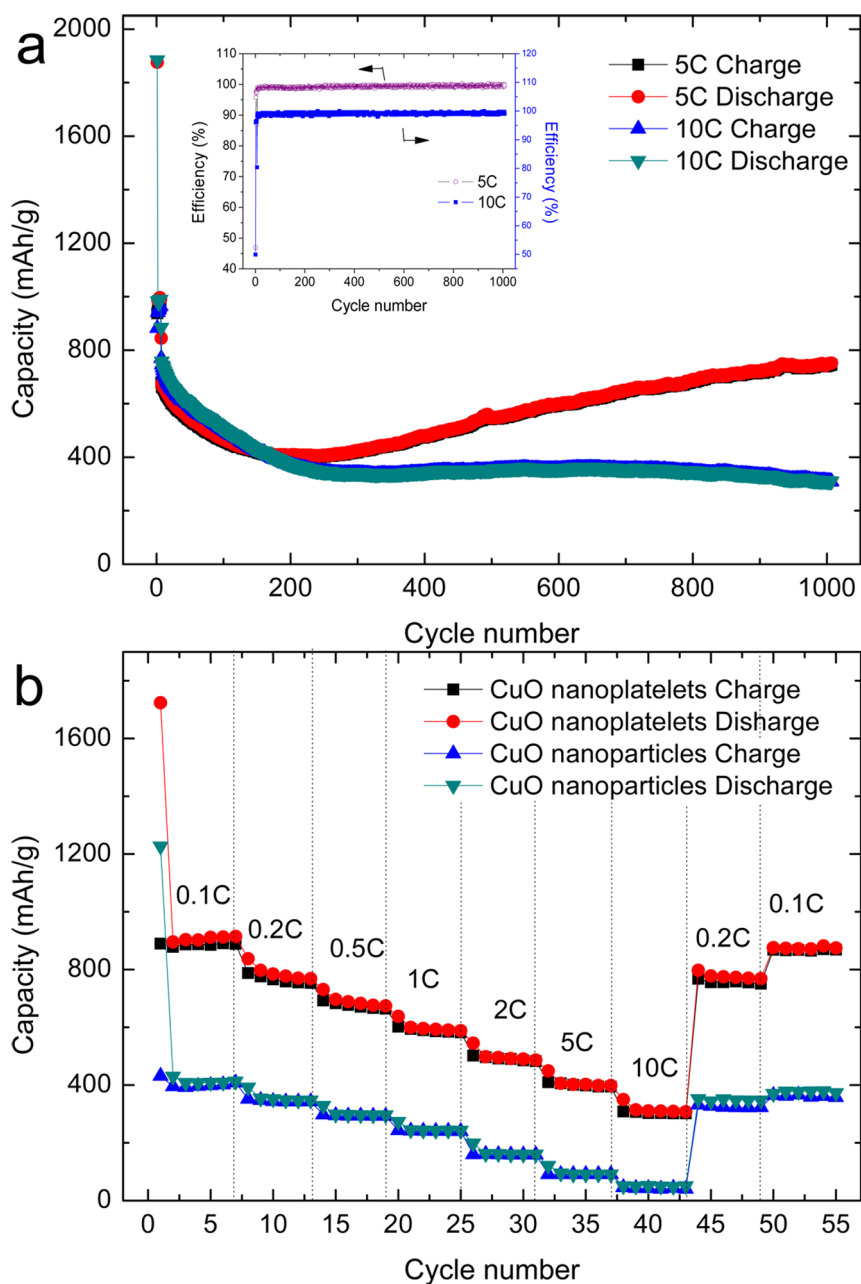 a
2000
1600
1200
800
400
0
Capacity (mAh/g)
0 200 400 600 800 1000
Cycle number
5C Charge
5C Discharge
10C Charge
10C Discharge
110
100
90
80
70
60
50
40
Efficiency (%)
120
110
100
90
80
70
60
50
Efficiency (%)
5C
10C
0 200 400 600 800 1000
Cycle number
b
1600
1200
800
400
0
Capacity (mAh/g)
CuO nanoplatelets Charge
CuO nanoplatelets Disharge
CuO nanoparticles Charge
CuO nanoparticles Discharge
0.1C
0.2C
0.5C
1C
2C
5C
10C
0.2C
0.1C
0 5 10 15 20 25 30 35 40 45 50 55
Cycle number